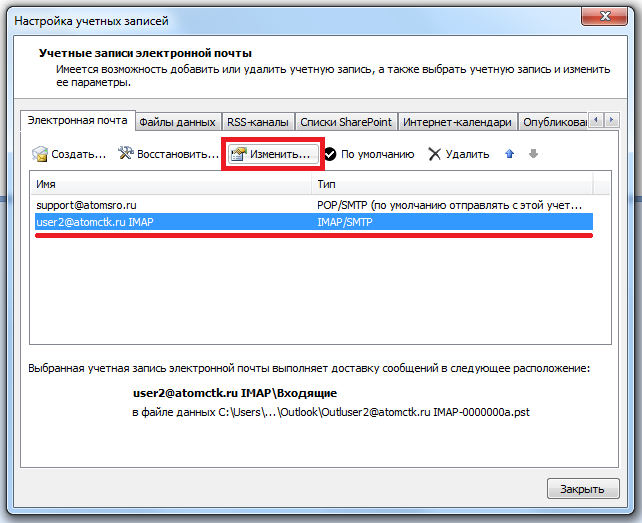 Настройка учетных записей
Учетные записи электронной почты
Имеется возможность добавить или удалить учетную запись, а также выбрать учетную запись и изменить
ее параметры.
Электронная почта Файлы данных RSS-каналы Списки SharePoint Интернет-календари Опубликован
Создать... Восстановить... Изменить... По умолчанию Удалить
Имя Тип
support@atomsro.ru POP/SMTP (по умолчанию отправлять с этой учет...
user2@atomctk.ru IMAP IMAP/SMTP
Выбранная учетная запись электронной почты выполняет доставку сообщений в следующее расположение:
user2@atomctk.ru IMAP\Входящие
в файле данных C:\Users\...\Outlook\Outluser2@atomctk.ru IMAP-0000000a.pst
Закрыть